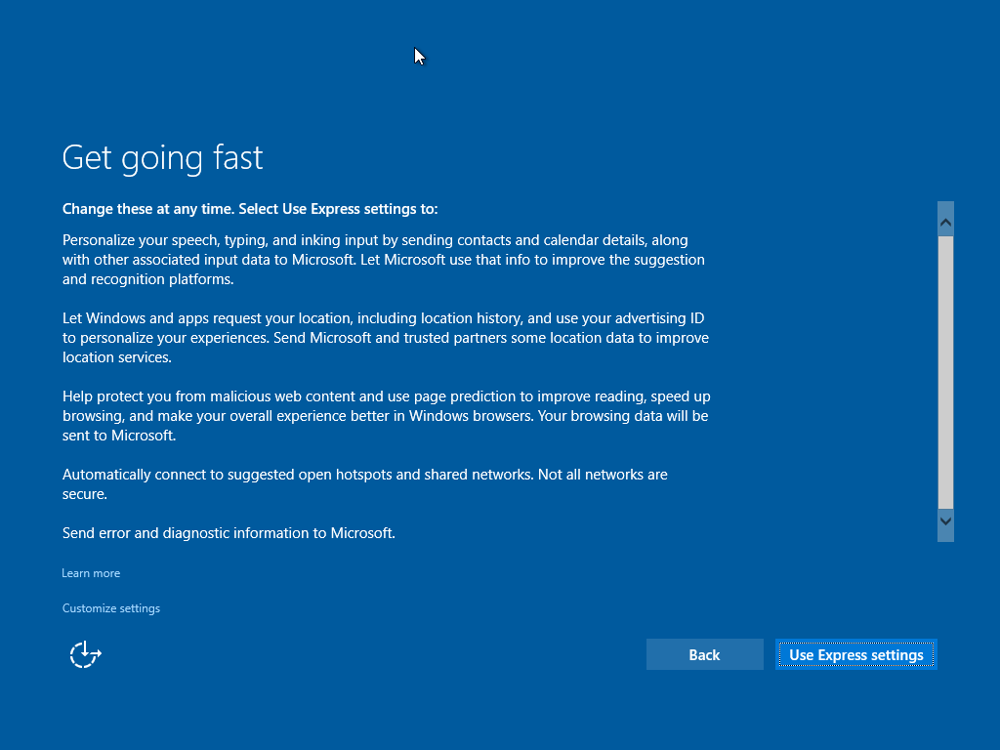 Get going fast
Change these at any time. Select Use Express settings to:
Personalize your speech, typing, and inking input by sending contacts and calendar details, along
with other associated input data to Microsoft. Let Microsoft use that info to improve the suggestion
and recognition platforms.
Let Windows and apps request your location, including location history, and use your advertising ID
to personalize your experiences. Send Microsoft and trusted partners some location data to improve
location services.
Help protect you from malicious web content and use page prediction to improve reading, speed up
browsing, and make your overall experience better in Windows browsers. Your browsing data will be
sent to Microsoft.
Automatically connect to suggested open hotspots and shared networks. Not all networks are
secure.
Send error and diagnostic information to Microsoft.
Learn more
Customize settings
Back
Use Express settings